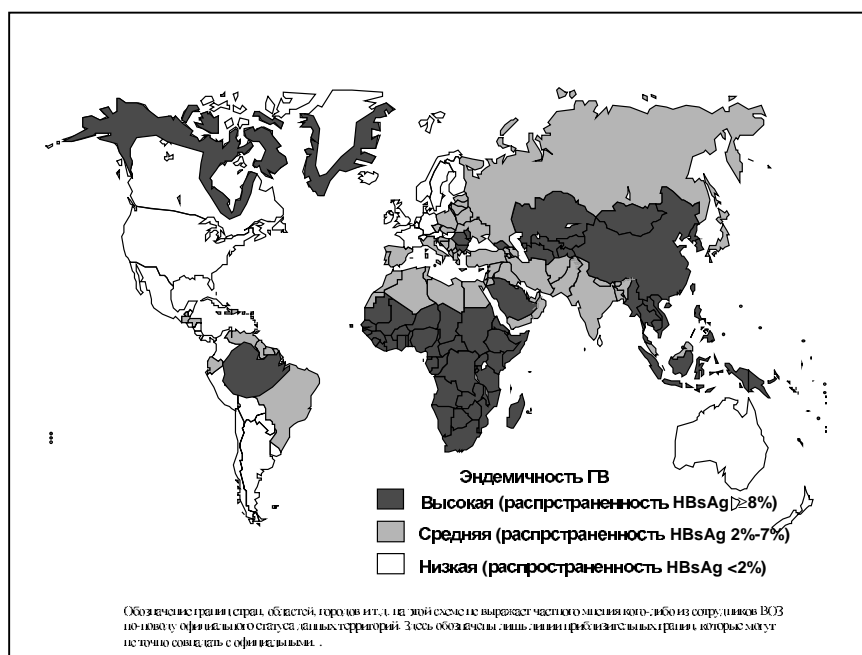 Эндемичность ГВ
Высокая (распрстраненность HBsAg ≥8%)
Средняя (распрстраненность HBsAg 2%-7%)
Низкая (распространенность HBsAg <2%)
Обозначение границ стран, областей, городов и т.д. на этой схеме не выражает частного мнения кого-либо из сотрудников ВОЗ
по-поводу официального статуса данных территорий. Здесь обозначены лишь линии приблизительных границ, которые могут
не точно совпадать с официальными. .